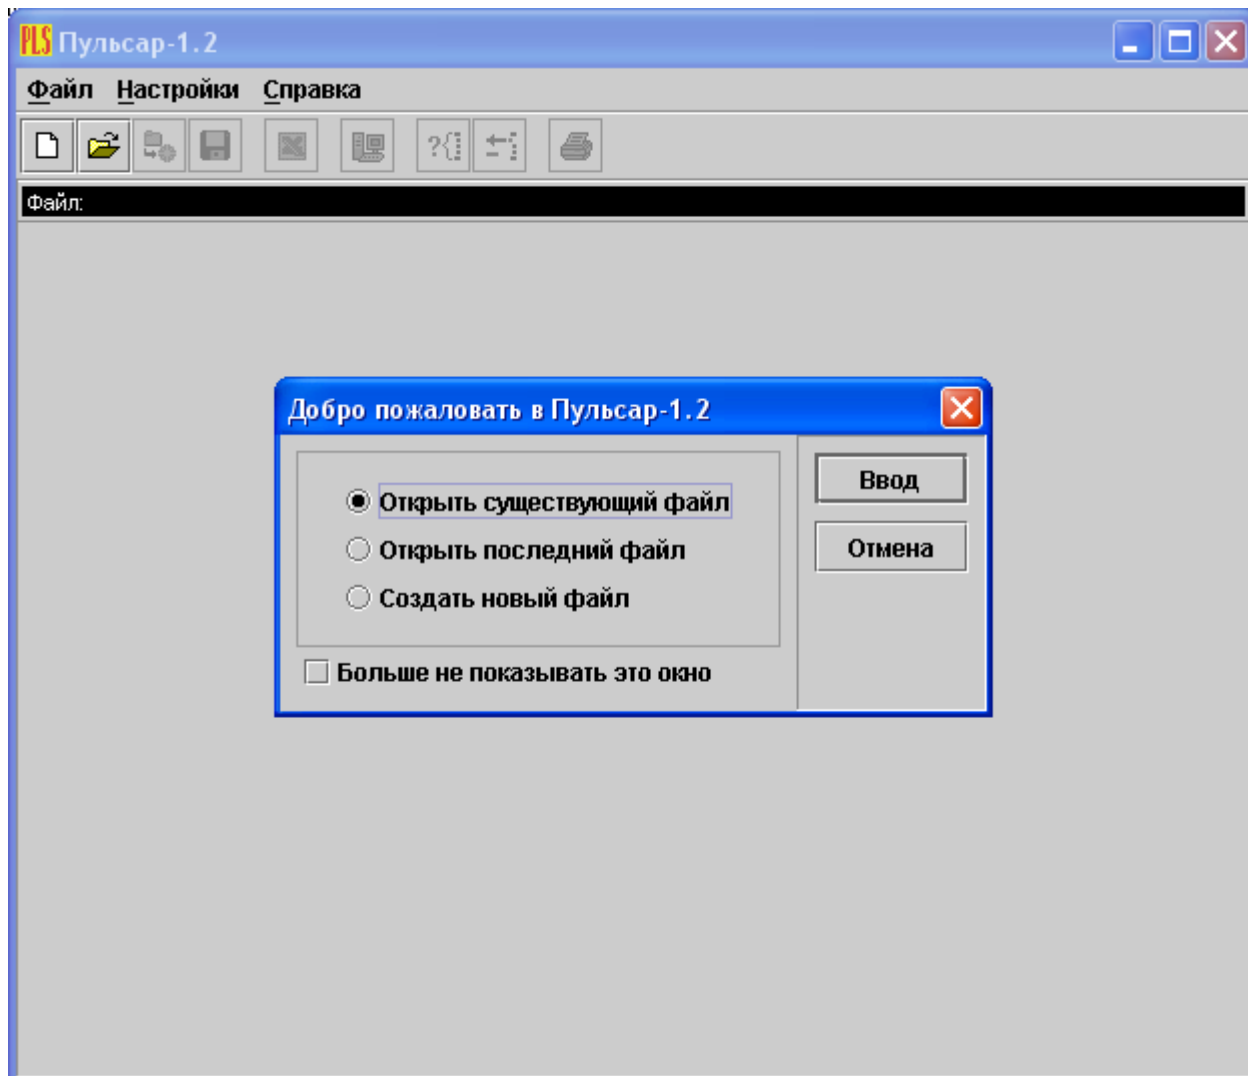 PLS Пульсар-1.2
Файл Настройки Справка
?{
Файл:
Добро пожаловать в Пульсар-1.2
Открыть существующий файл
Открыть последний файл
Создать новый файл
Больше не показывать это окно
Ввод
Отмена